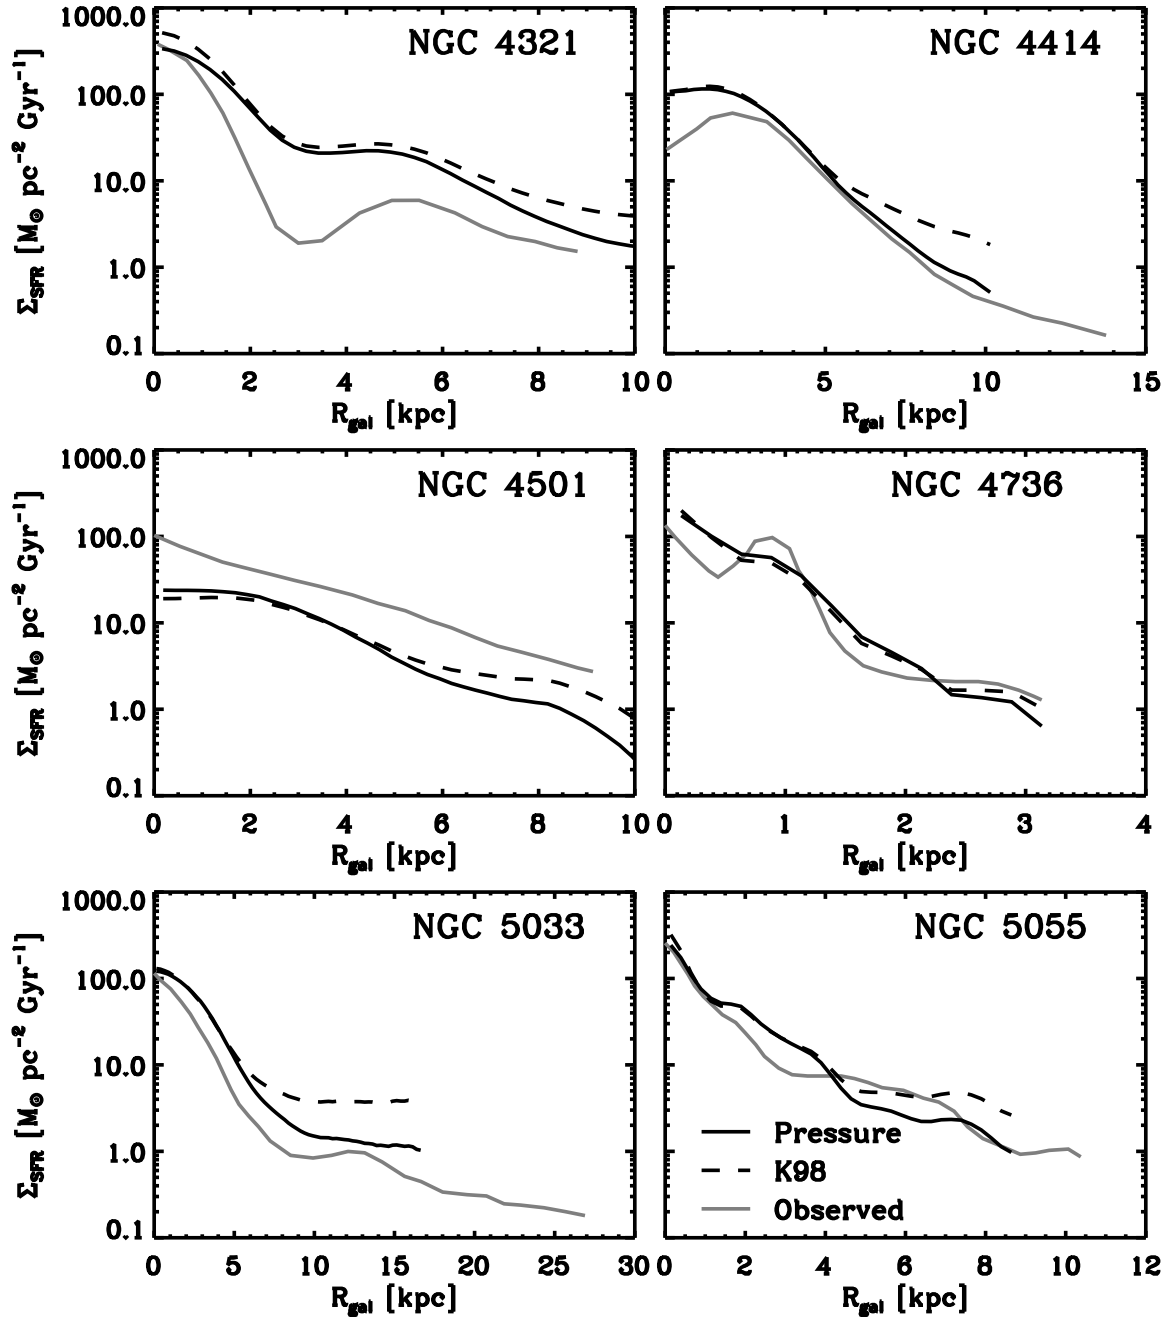 NGC 4321
1000.0
100.0
10.0
1.0
0.1
Σ_SFR [M⊙ pc⁻² Gyr⁻¹]
0 2 4 6 8 10
R_gal [kpc]
NGC 4414
0 5 10 15
R_gal [kpc]
NGC 4501
1000.0
100.0
10.0
1.0
0.1
Σ_SFR [M⊙ pc⁻² Gyr⁻¹]
0 2 4 6 8 10
R_gal [kpc]
NGC 4736
0 1 2 3 4
R_gal [kpc]
NGC 5033
1000.0
100.0
10.0
1.0
0.1
Σ_SFR [M⊙ pc⁻² Gyr⁻¹]
0 5 10 15 20 25 30
R_gal [kpc]
NGC 5055
Pressure
K98
Observed
0 2 4 6 8 10 12
R_gal [kpc]